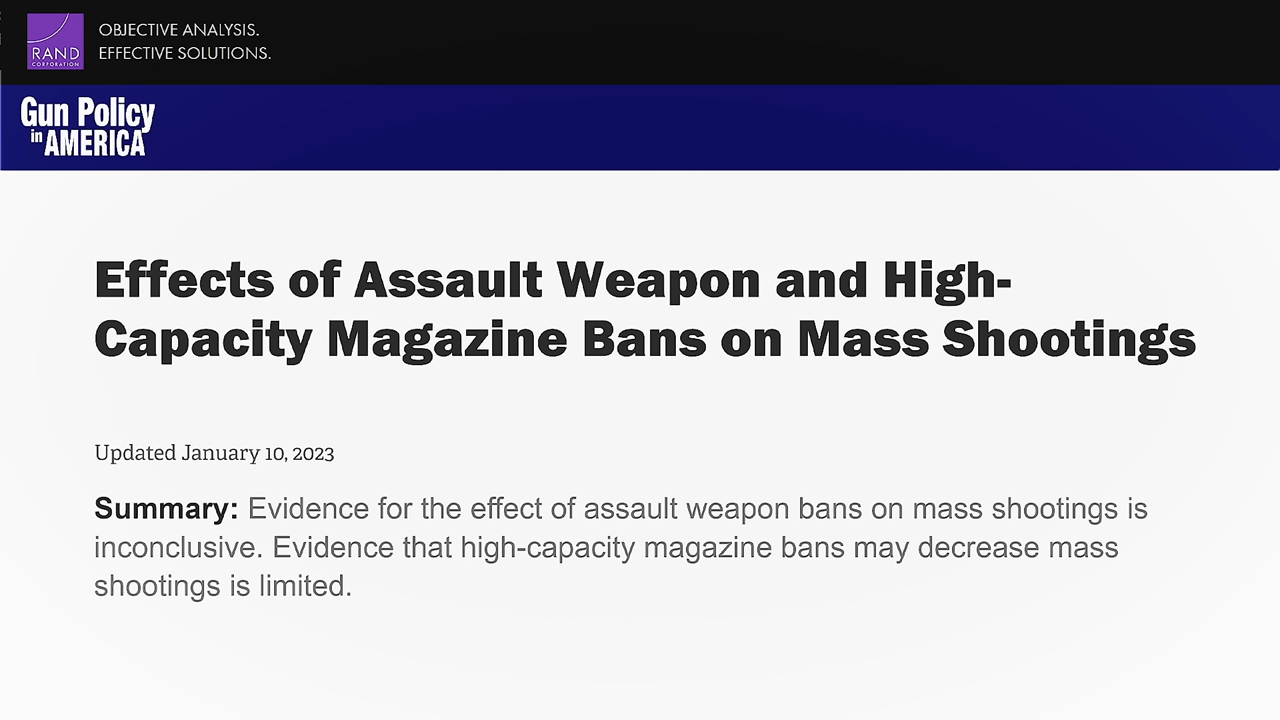 RAND
CORPORATION
OBJECTIVE ANALYSIS.
EFFECTIVE SOLUTIONS.
Gun Policy
in AMERICA
Effects of Assault Weapon and High-
Capacity Magazine Bans on Mass Shootings
Updated January 10, 2023
Summary: Evidence for the effect of assault weapon bans on mass shootings is
inconclusive. Evidence that high-capacity magazine bans may decrease mass
shootings is limited.